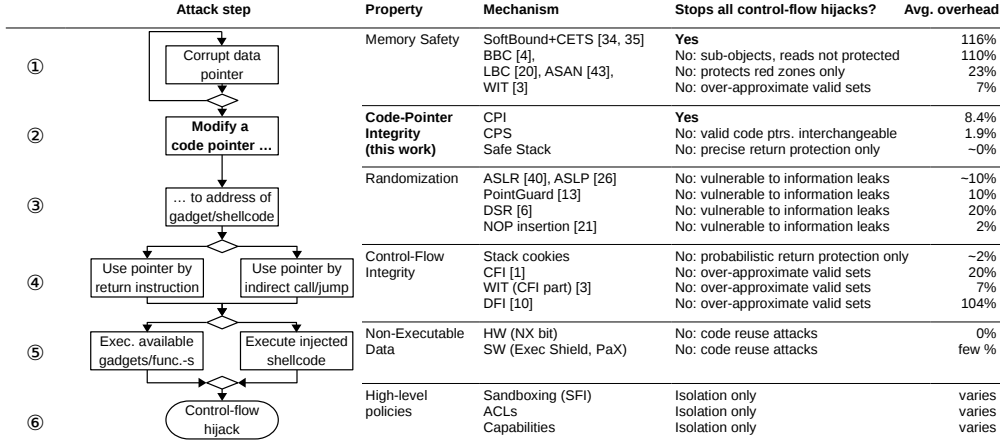 Attack step Property Mechanism Stops all control-flow hijacks? Avg. overhead
①
Corrupt data
pointer
Memory Safety SoftBound+CETS [34, 35] Yes 116%
BBC [4], No: sub-objects, reads not protected 110%
LBC [20], ASAN [43], No: protects red zones only 23%
WIT [3] No: over-approximate valid sets 7%
②
Modify a
code pointer ...
Code-Pointer CPI Yes 8.4%
Integrity CPS No: valid code ptrs. interchangeable 1.9%
(this work) Safe Stack No: precise return protection only ~0%
③
... to address of
gadget/shellcode
Randomization ASLR [40], ASLP [26] No: vulnerable to information leaks ~10%
PointGuard [13] No: vulnerable to information leaks 10%
DSR [6] No: vulnerable to information leaks 20%
NOP insertion [21] No: vulnerable to information leaks 2%
④
Use pointer by
return instruction
Use pointer by
indirect call/jump
Control-Flow Stack cookies No: probabilistic return protection only ~2%
Integrity CFI [1] No: over-approximate valid sets 20%
WIT (CFI part) [3] No: over-approximate valid sets 7%
DFI [10] No: over-approximate valid sets 104%
⑤
Exec. available
gadgets/func.-s
Execute injected
shellcode
Non-Executable HW (NX bit) No: code reuse attacks 0%
Data SW (Exec Shield, PaX) No: code reuse attacks few %
⑥
Control-flow
hijack
High-level Sandboxing (SFI) Isolation only varies
policies ACLs Isolation only varies
Capabilities Isolation only varies